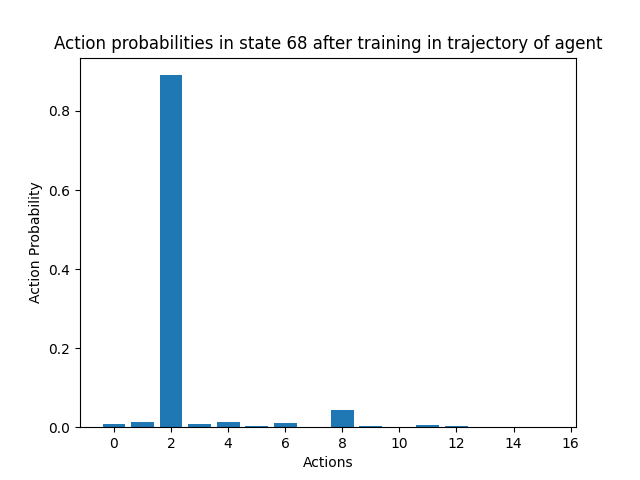 Action probabilities in state 68 after training in trajectory of agent
Action Probability
0.8
0.6
0.4
0.2
0.0
0 2 4 6 8 10 12 14 16
Actions